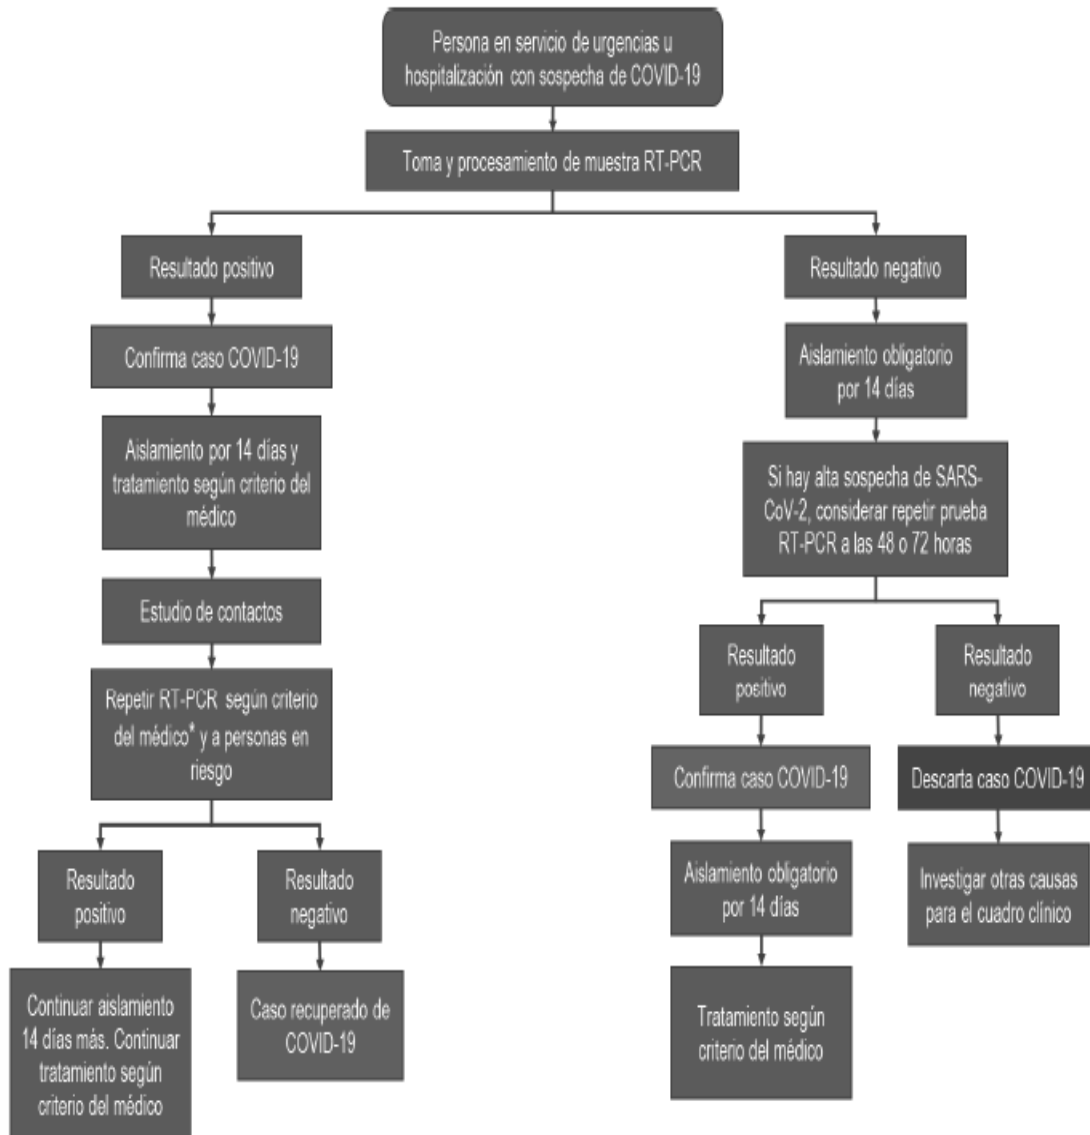 Persona en servicio de urgencias u
hospitalización con sospecha de COVID-19
Toma y procesamiento de muestra RT-PCR
Resultado positivo
Confirma caso COVID-19
Aislamiento por 14 días y
tratamiento según criterio del
médico
Estudio de contactos
Repetir RT-PCR según criterio
del médico* y a personas en
riesgo
Resultado
positivo
Continuar aislamiento
14 días más. Continuar
tratamiento según
criterio del médico
Resultado
negativo
Caso recuperado de
COVID-19
Resultado negativo
Aislamiento obligatorio
por 14 días
Si hay alta sospecha de SARS-
CoV-2, considerar repetir prueba
RT-PCR a las 48 o 72 horas
Resultado
positivo
Confirma caso COVID-19
Aislamiento obligatorio
por 14 días
Tratamiento según
criterio del médico
Resultado
negativo
Descarta caso COVID-19
Investigar otras causas
para el cuadro clínico